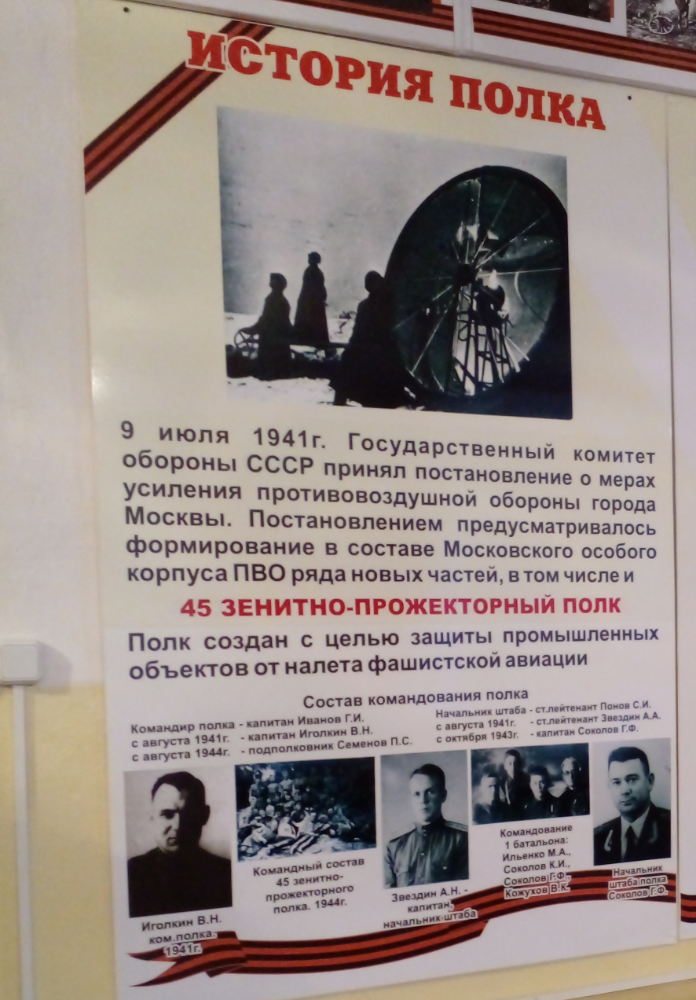 ИСТОРИЯ ПОЛКА
9 июля 1941г. Государственный комитет
обороны СССР принял постановление о мерах
усиления противовоздушной обороны города
Москвы. Постановлением предусматривалось
формирование в составе Московского особого
корпуса ПВО ряда новых частей, в том числе и
45 ЗЕНИТНО-ПРОЖЕКТОРНЫЙ ПОЛК
Полк создан с целью защиты промышленных
объектов от налета фашистской авиации
Состав командования полка
Командир полка - капитан Иванов Г.И.
с августа 1941г. - капитан Иголкин В.Н.
с августа 1944г. - подполковник Семенов П.С.
Начальник штаба - ст.лейтенант Понов С.И.
с августа 1941г. - ст.лейтенант Звездин А.А.
с октября 1943г. - капитан Соколов Г.Ф.
Иголкин В.Н.
ком.полка.
1941г.
Командный состав
45 зенитно-
прожекторного
полка. 1944г.
Звездин А.Н. -
капитан,
начальник штаба
Командование
1 батальона:
Ильенко М.А.,
Соколов К.И.,
Соколов Г.Ф.,
Кожухов В.К.
Начальник
штаба полка
Соколов Г.Ф.